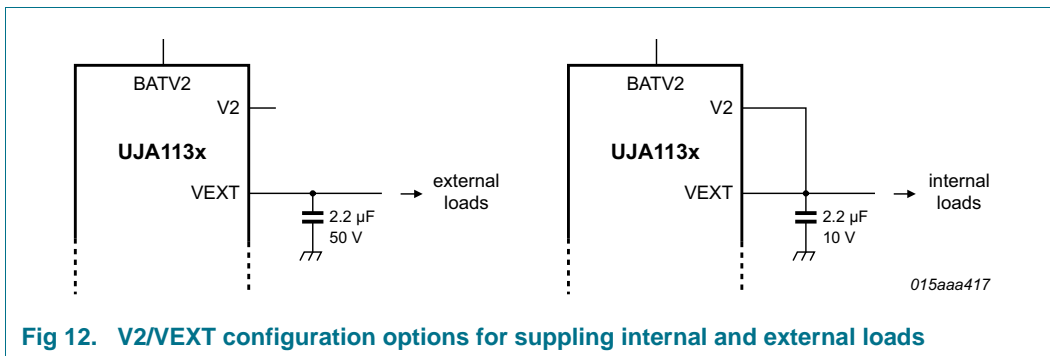 BATV2
V2
UJA113x
VEXT
external
loads
2.2 µF
50 V
BATV2
V2
UJA113x
VEXT
internal
loads
2.2 µF
10 V
015aaa417
Fig 12. V2/VEXT configuration options for suppling internal and external loads